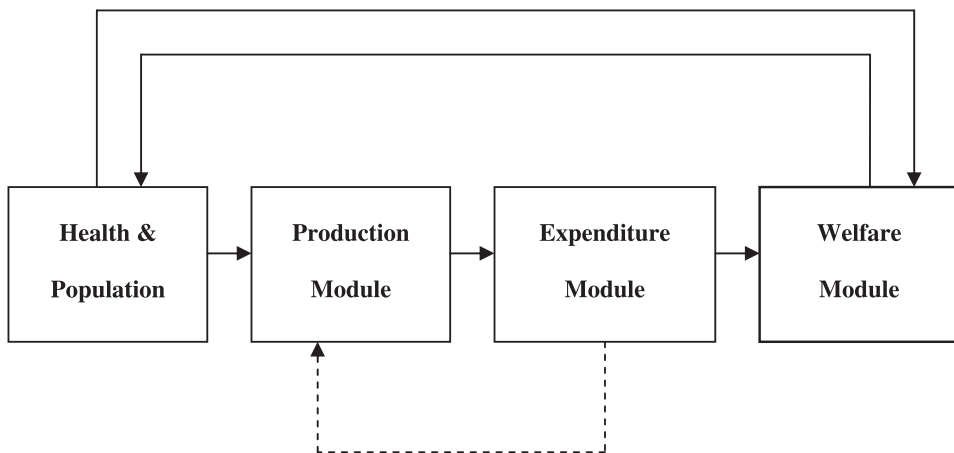 Health &
Population
Production
Module
Expenditure
Module
Welfare
Module